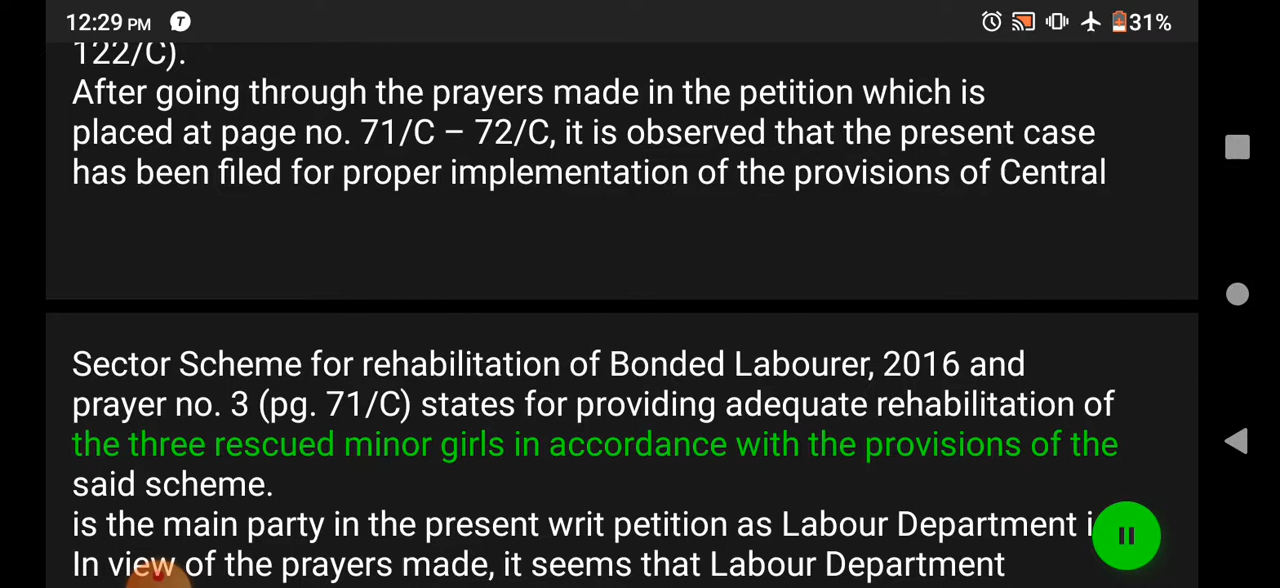 12:29 PM T 31%
122/C).
After going through the prayers made in the petition which is
placed at page no. 71/C – 72/C, it is observed that the present case
has been filed for proper implementation of the provisions of Central
Sector Scheme for rehabilitation of Bonded Labourer, 2016 and
prayer no. 3 (pg. 71/C) states for providing adequate rehabilitation of
the three rescued minor girls in accordance with the provisions of the
said scheme.
is the main party in the present writ petition as Labour Department i
In view of the prayers made, it seems that Labour Department